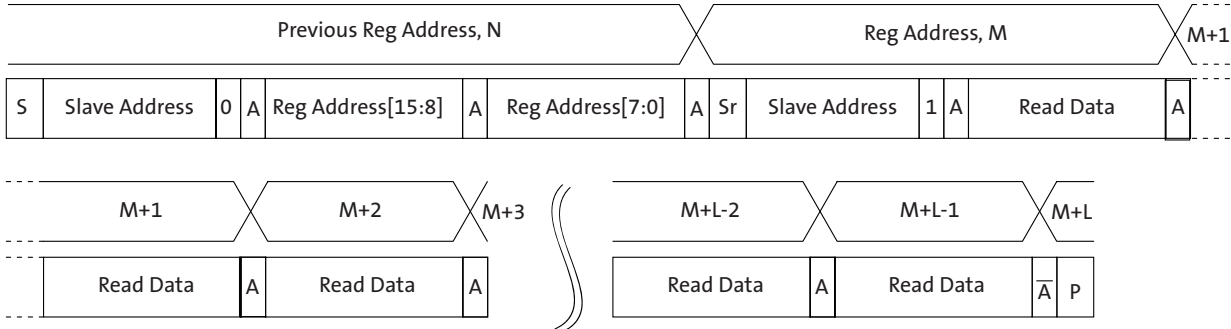 Previous Reg Address, N Reg Address, M M+1
S Slave Address 0 A Reg Address[15:8] A Reg Address[7:0] A Sr Slave Address 1 A Read Data A
M+1 M+2 M+3 M+L-2 M+L-1 M+L
Read Data A Read Data A Read Data A Read Data A̅ P